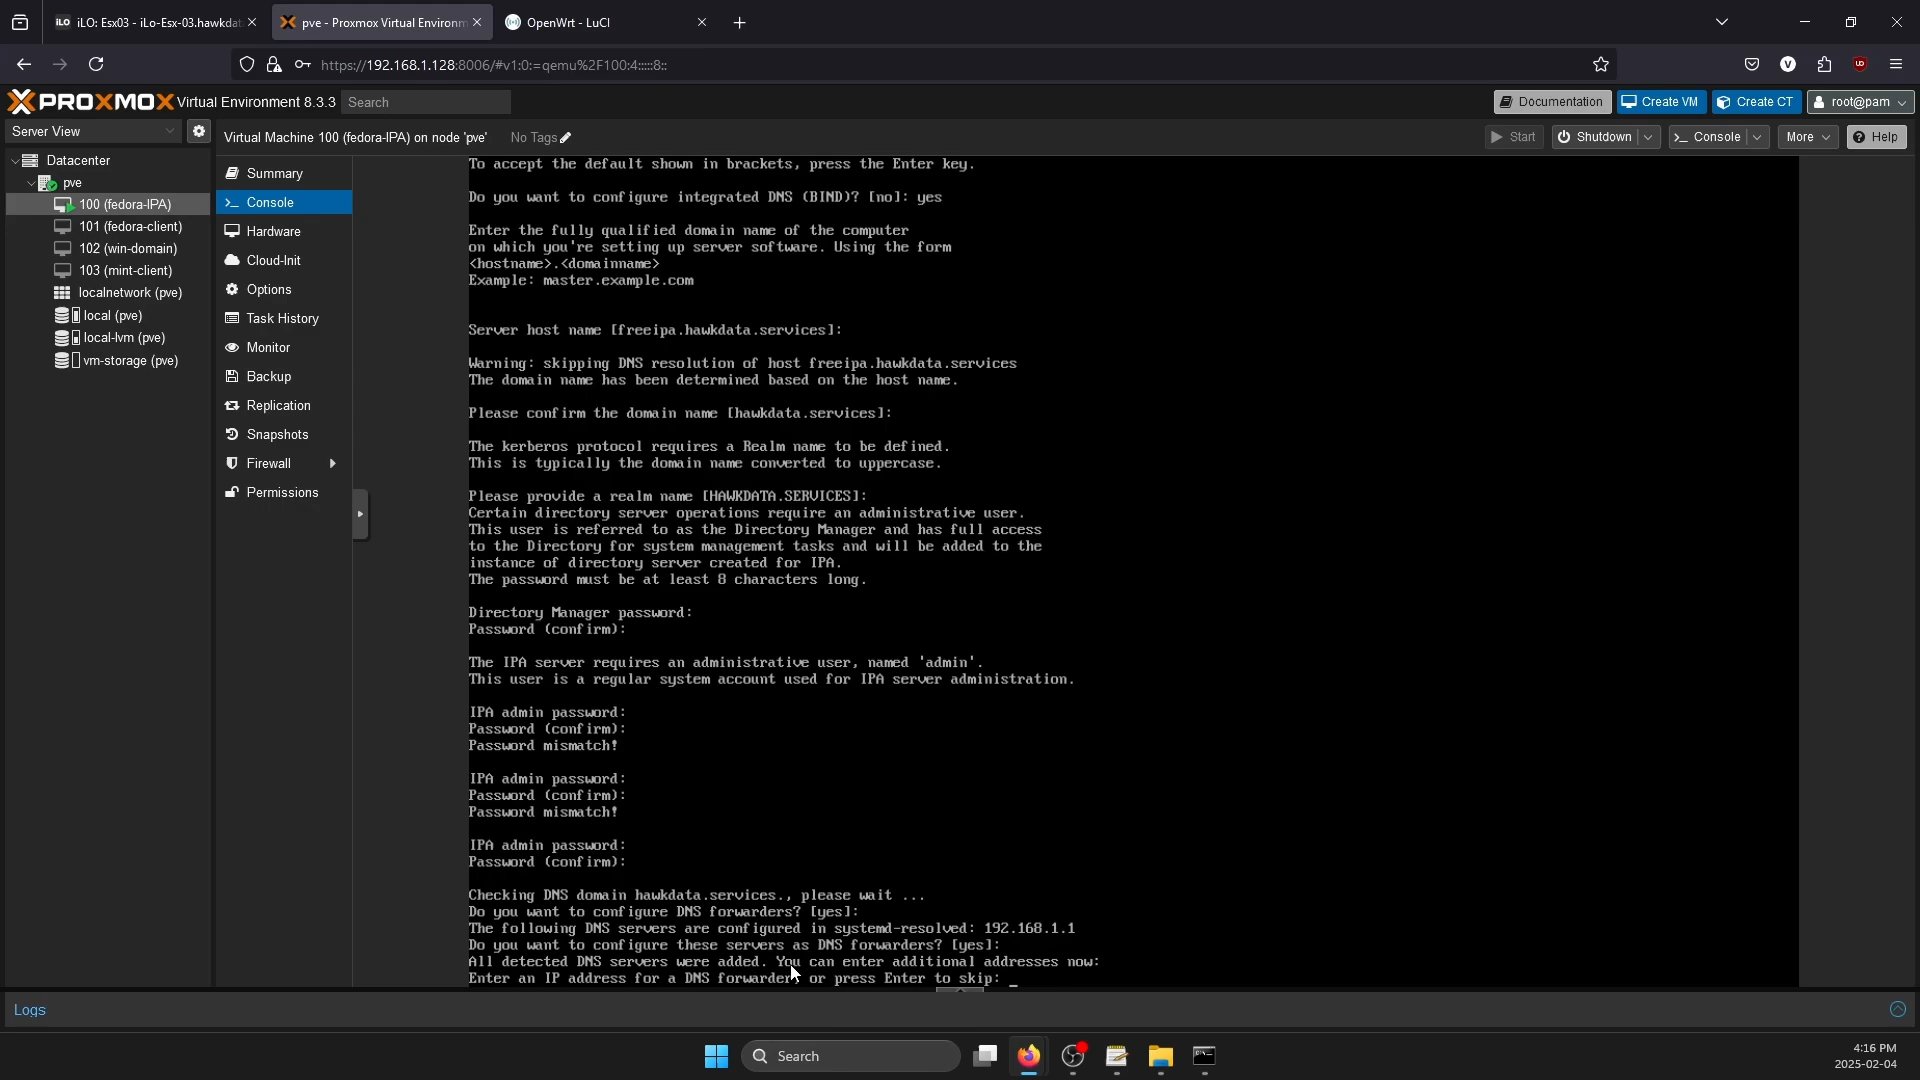 iLO: Esx03 - iLo-Esx-03.hawkdat
pve - Proxmox Virtual Environm
OpenWrt - LuCI
https://192.168.1.128:8006/#v1:0:=qemu%2F100:4:::::8::
PROXMOX Virtual Environment 8.3.3
Search
Documentation
Create VM
Create CT
root@pam
Server View
Virtual Machine 100 (fedora-IPA) on node 'pve'
No Tags
Start
Shutdown
Console
More
Help
Datacenter
pve
100 (fedora-IPA)
101 (fedora-client)
102 (win-domain)
103 (mint-client)
localnetwork (pve)
local (pve)
local-lvm (pve)
vm-storage (pve)
Summary
Console
Hardware
Cloud-Init
Options
Task History
Monitor
Backup
Replication
Snapshots
Firewall
Permissions
To accept the default shown in brackets, press the Enter key.
Do you want to configure integrated DNS (BIND)? [no]: yes
Enter the fully qualified domain name of the computer
on which you're setting up server software. Using the form
<hostname>.<domainname>
Example: master.example.com
Server host name [freeipa.hawkdata.services]:
Warning: skipping DNS resolution of host freeipa.hawkdata.services
The domain name has been determined based on the host name.
Please confirm the domain name [hawkdata.services]:
The kerberos protocol requires a Realm name to be defined.
This is typically the domain name converted to uppercase.
Please provide a realm name [HAWKDATA.SERVICES]:
Certain directory server operations require an administrative user.
This user is referred to as the Directory Manager and has full access
to the Directory for system management tasks and will be added to the
instance of directory server created for IPA.
The password must be at least 8 characters long.
Directory Manager password:
Password (confirm):
The IPA server requires an administrative user, named 'admin'.
This user is a regular system account used for IPA server administration.
IPA admin password:
Password (confirm):
Password mismatch!
IPA admin password:
Password (confirm):
Password mismatch!
IPA admin password:
Password (confirm):
Checking DNS domain hawkdata.services., please wait ...
Do you want to configure DNS forwarders? [yes]:
The following DNS servers are configured in systemd-resolved: 192.168.1.1
Do you want to configure these servers as DNS forwarders? [yes]:
All detected DNS servers were added. You can enter additional addresses now:
Enter an IP address for a DNS forwarder, or press Enter to skip: _
Logs
Search
4:16 PM
2025-02-04